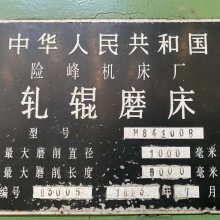 中华人民共和国
险峰机床厂
轧辊磨床
型号 M84100B
最大磨削直径 1000 毫米
最大磨削长度 5000 毫米
编号 93005 1993 年 7 月